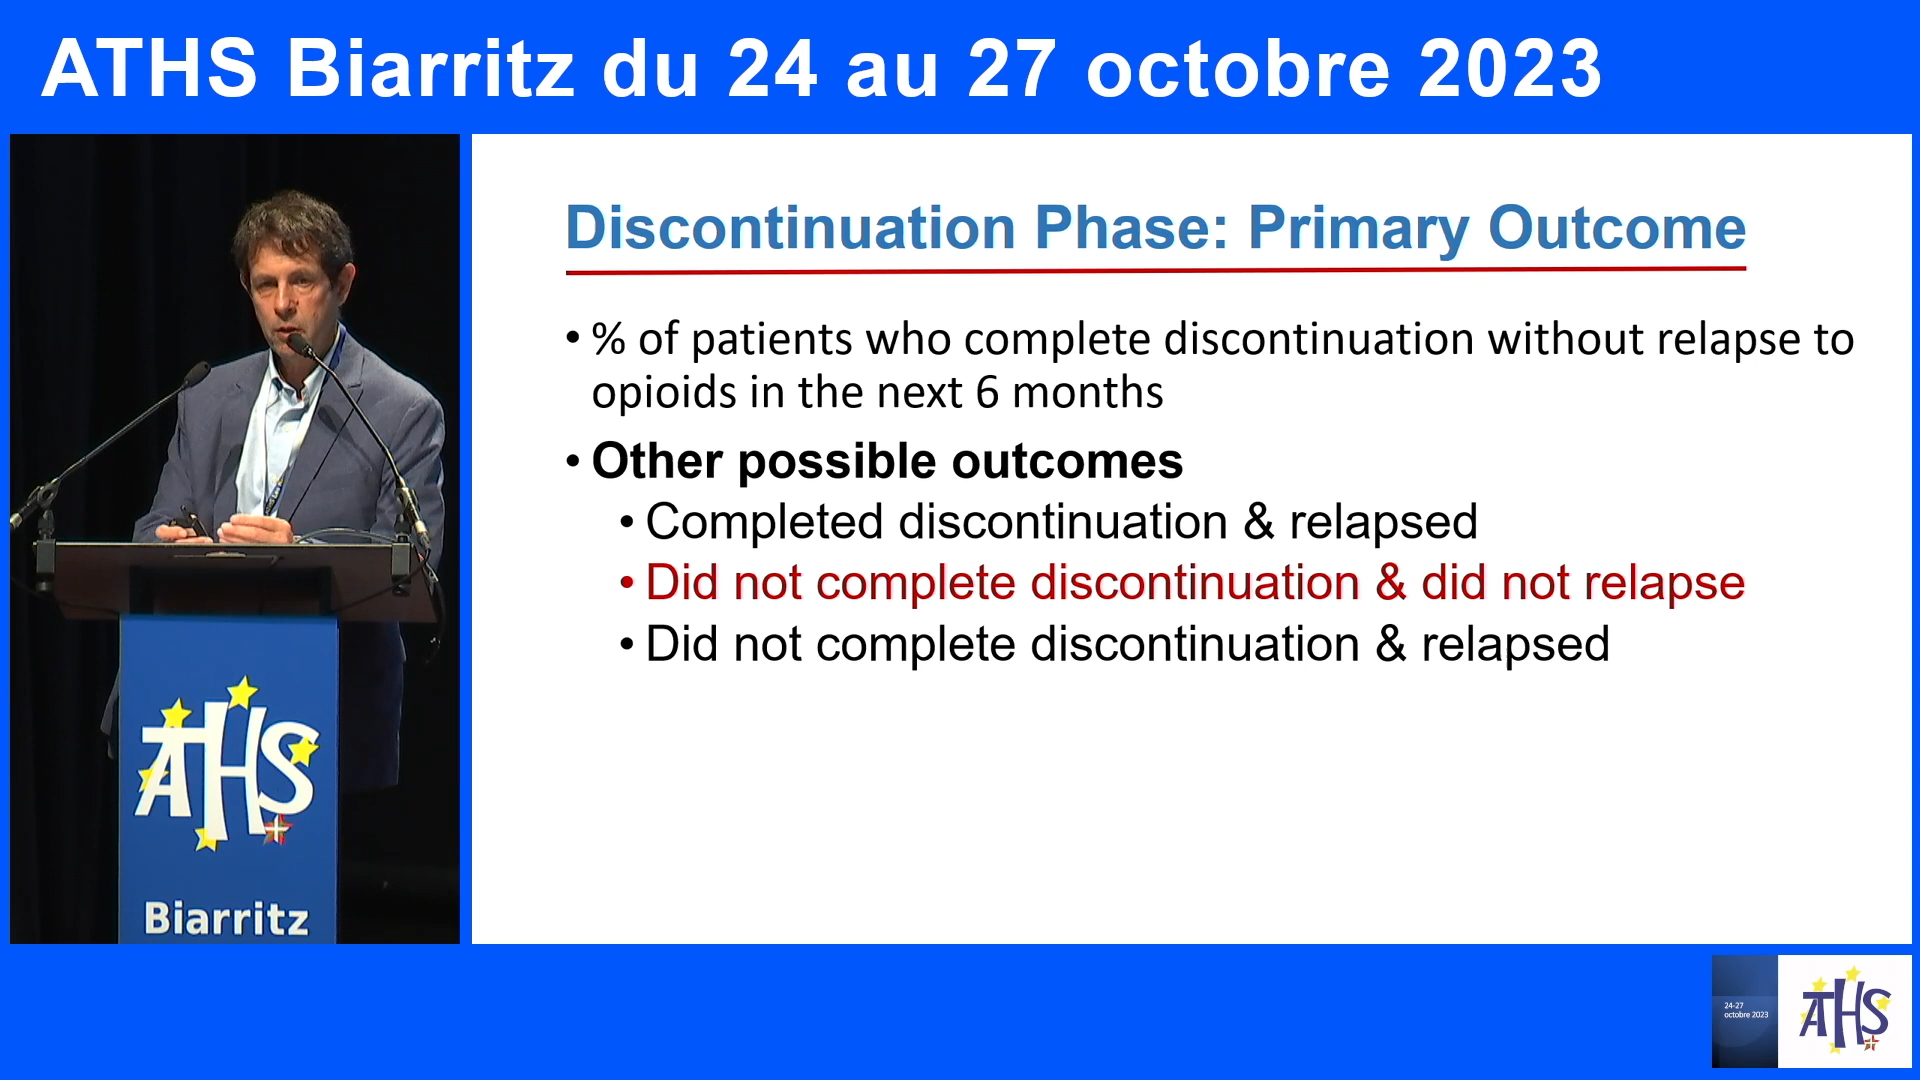 ATHS Biarritz du 24 au 27 octobre 2023
Discontinuation Phase: Primary Outcome
• % of patients who complete discontinuation without relapse to
opioids in the next 6 months
• Other possible outcomes
• Completed discontinuation & relapsed
• Did not complete discontinuation & did not relapse
• Did not complete discontinuation & relapsed
ATHS
Biarritz
24-27
octobre 2023
ATHS